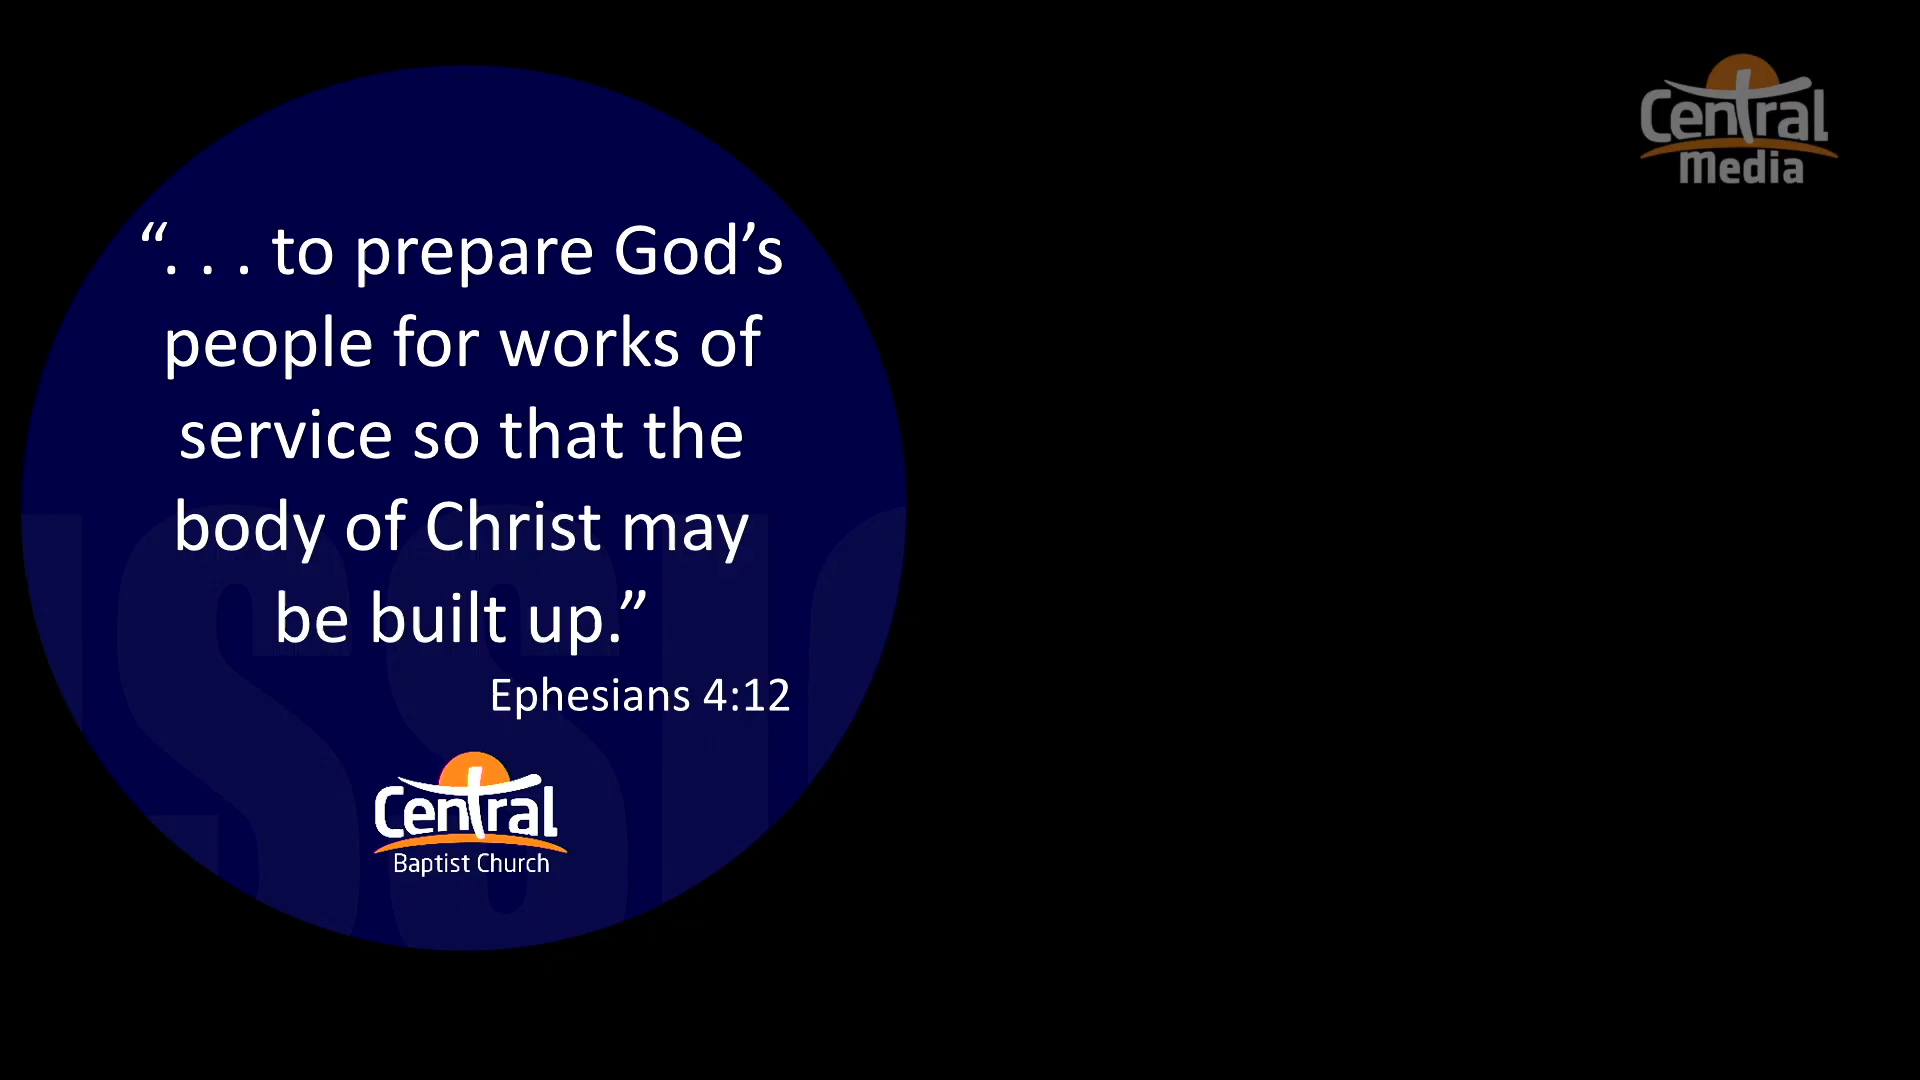 Central
Media
“. . . to prepare God’s
people for works of
service so that the
body of Christ may
be built up.”
Ephesians 4:12
Central
Baptist Church